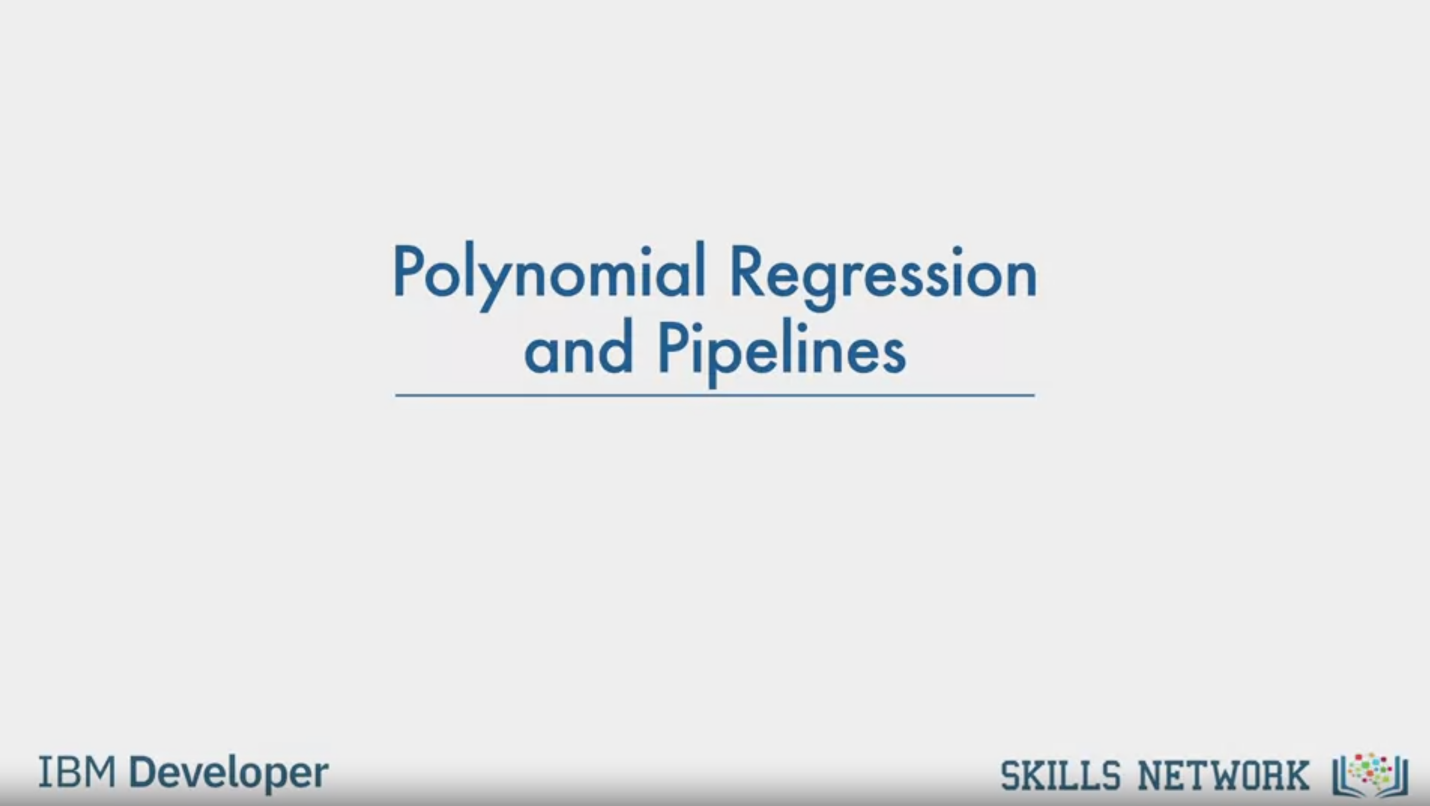 Polynomial Regression
and Pipelines
IBM Developer
SKILLS NETWORK